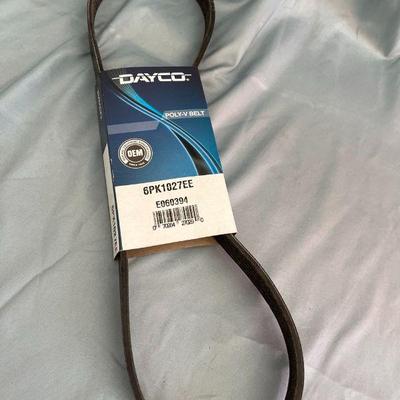 DAYCO.
POLY-V BELT
OEM
6PK1027EE
E060394